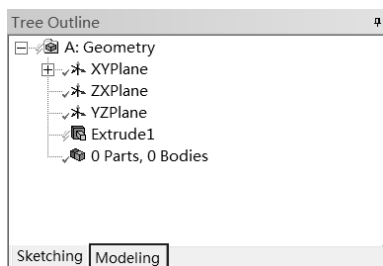 Tree Outline
A: Geometry
XYPlane
ZXPlane
YZPlane
Extrude1
0 Parts, 0 Bodies
Sketching Modeling